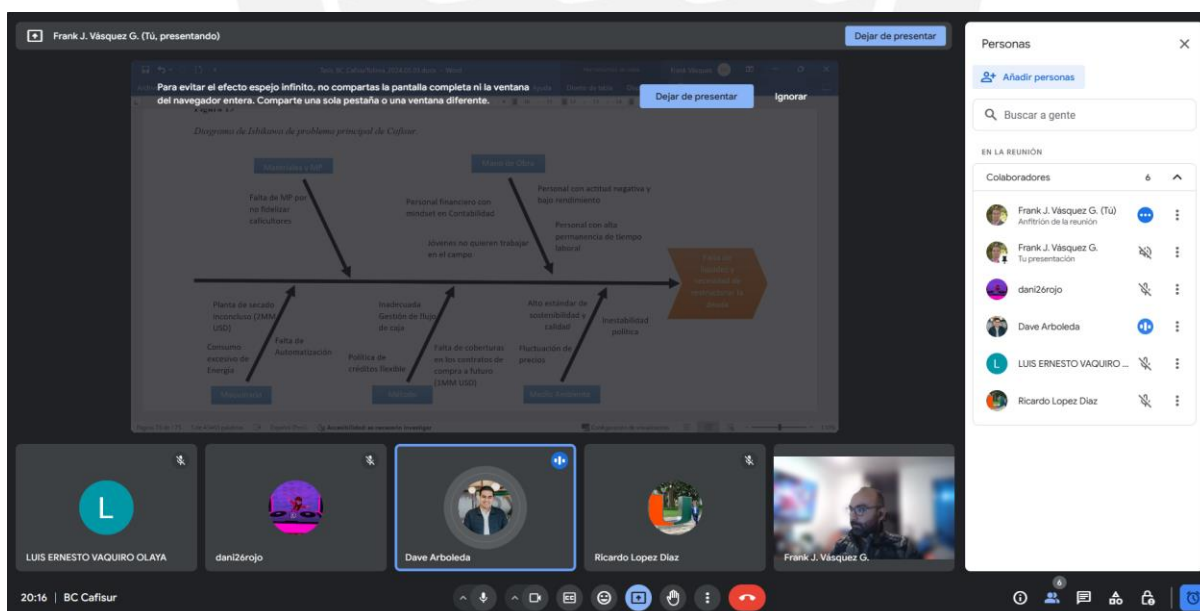 Frank J. Vásquez G. (Tú, presentando)
Dejar de presentar
Para evitar el efecto espejo infinito, no compartas la pantalla completa ni la ventana
del navegador entera. Comparte una sola pestaña o una ventana diferente.
Dejar de presentar
Ignorar
Diagrama de Ishikawa de problema principal de Cafisur.
Materiales y MP
Mano de Obra
Falta de MP por
no fidelizar
caficultores
Personal financiero con
mindset en Contabilidad
Jóvenes no quieren trabajar
en el campo
Personal con actitud negativa y
bajo rendimiento
Personal con alta
permanencia de tiempo
laboral
Falta de
liquidez y
necesidad de
reestructurar la
deuda
Planta de secado
inconcluso (2MM
USD)
Consumo
excesivo de
Energía
Falta de
Automatización
Inadecuada
Gestión de flujo
de caja
Política de
créditos flexible
Falta de coberturas
en los contratos de
compra a futuro
(1MM USD)
Alto estándar de
sostenibilidad y
calidad
Fluctuación de
precios
Inestabilidad
política
Maquinaria
Método
Medio Ambiente
Personas
Añadir personas
Buscar a gente
EN LA REUNIÓN
Colaboradores 6
Frank J. Vásquez G. (Tú)
Anfitrión de la reunión
Frank J. Vásquez G.
Tu presentación
dani26rojo
Dave Arboleda
LUIS ERNESTO VAQUIRO ...
Ricardo Lopez Diaz
L
L
LUIS ERNESTO VAQUIRO OLAYA
dani26rojo
Dave Arboleda
Ricardo Lopez Diaz
Frank J. Vásquez G.
20:16 | BC Cafisur
6